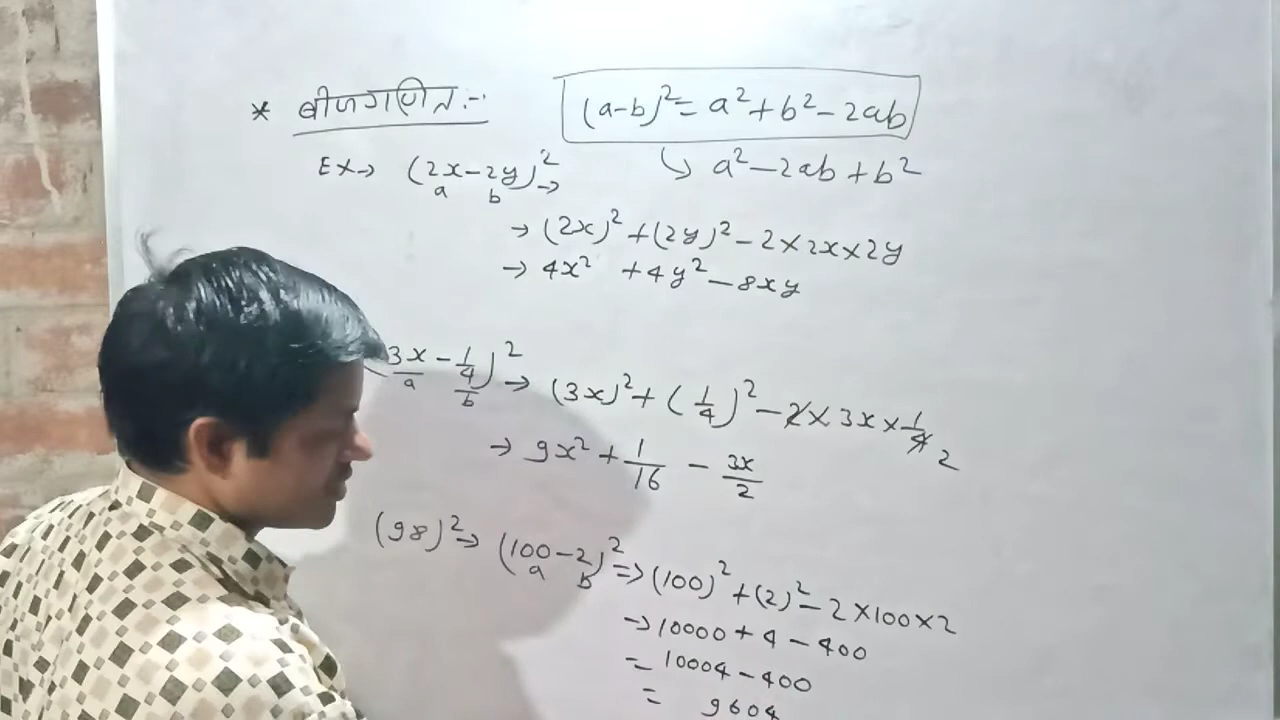 * बीजगणित :-
(a-b)² = a² + b² - 2ab
↳ a² - 2ab + b²
EX→ (2x - 2y)² →
a b
→ (2x)² + (2y)² - 2×2x×2y
→ 4x² + 4y² - 8xy
(3x - 1/4)² → (3x)² + (1/4)² - 2×3x×1/4 2
a b
→ 9x² + 1/16 - 3x/2
(98)² → (100-2)² => (100)² + (2)² - 2×100×2
a b
→ 10000 + 4 - 400
= 10004 - 400
= 9604